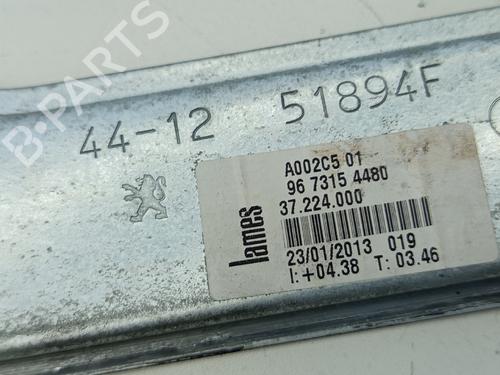 44-12 51894F
A002C5 01
96 7315 4480
37.224.000
23/01/2013 019
I:+04.38 T: 03.46
lames
B-PARTS